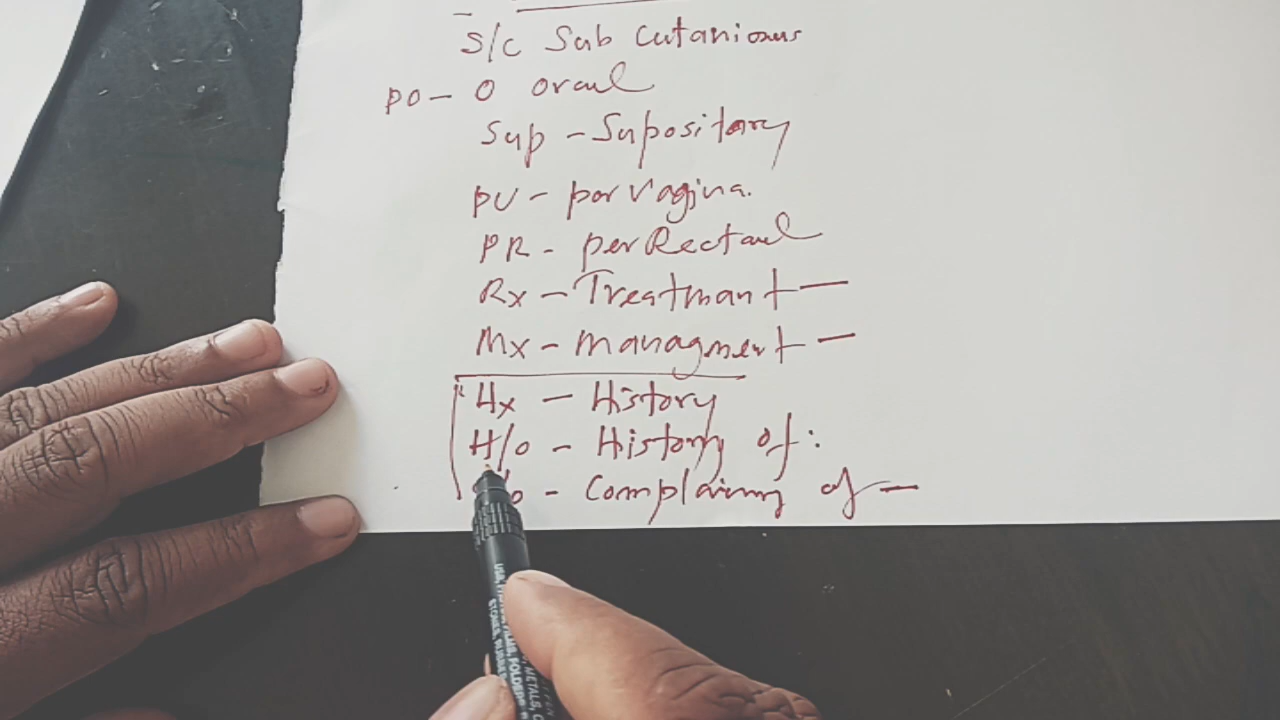 S/C Sub Cutanious
PO - O oral
Sup - Supository
PV - per vagina.
PR - per Rectal
Rx - Treatmant -
Mx - managment -
Hx - History
H/o - History of:
- Complaining of -